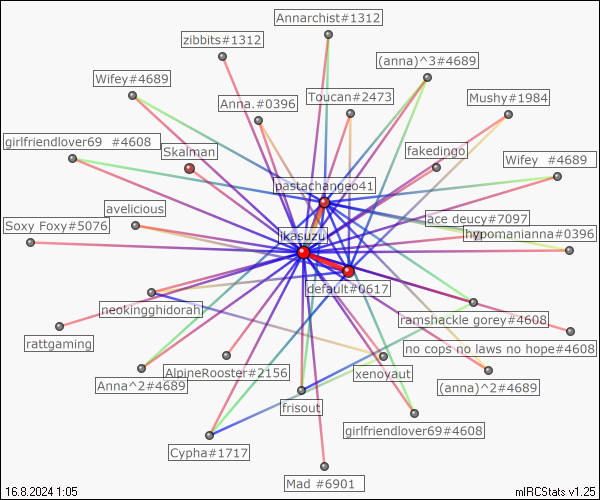 Annarchist#1312
zibbits#1312
(anna)^3#4689
Wifey#4689
Toucan#2473
Mushy#1984
Anna.#0396
girlfriendlover69  #4608
Skalman
fakedingo
Wifey  #4689
pastachangeo41
avelicious
ace deucy#7097
Soxy Foxy#5076
ikasuzu
hypomanianna#0396
default#0617
neokingghidorah
ramshackle gorey#4608
rattgaming
no cops no laws no hope#4608
AlpineRooster#2156
xenoyaut
Anna^2#4689
(anna)^2#4689
frisout
girlfriendlover69#4608
Cypha#1717
Mad #6901
16.8.2024 1:05
mIRCStats v1.25